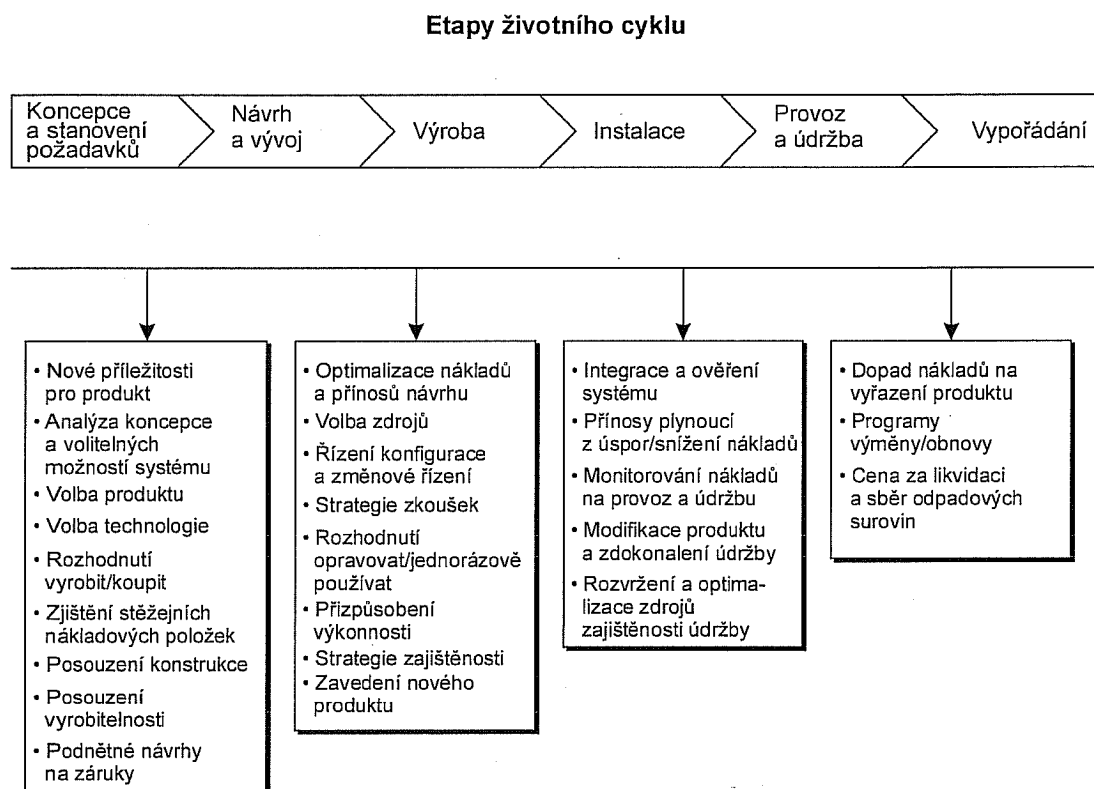 Etapy životního cyklu
Koncepce
a stanovení
požadavků
Návrh
a vývoj
Výroba
Instalace
Provoz
a údržba
Vypořádání
• Nové příležitosti
pro produkt
• Analýza koncepce
a volitelných
možností systému
• Volba produktu
• Volba technologie
• Rozhodnutí
vyrobit/koupit
• Zjištění stěžejních
nákladových položek
• Posouzení konstrukce
• Posouzení
vyrobitelnosti
• Podnětné návrhy
na záruky
• Optimalizace nákladů
a přínosů návrhu
• Volba zdrojů
• Řízení konfigurace
a změnové řízení
• Strategie zkoušek
• Rozhodnutí
opravovat/jednorázově
používat
• Přizpůsobení
výkonnosti
• Strategie zajištěnosti
• Zavedení nového
produktu
• Integrace a ověření
systému
• Přínosy plynoucí
z úspor/snížení nákladů
• Monitorování nákladů
na provoz a údržbu
• Modifikace produktu
a zdokonalení údržby
• Rozvržení a optima-
lizace zdrojů
zajištěnosti údržby
• Dopad nákladů na
vyřazení produktu
• Programy
výměny/obnovy
• Cena za likvidaci
a sběr odpadových
surovin